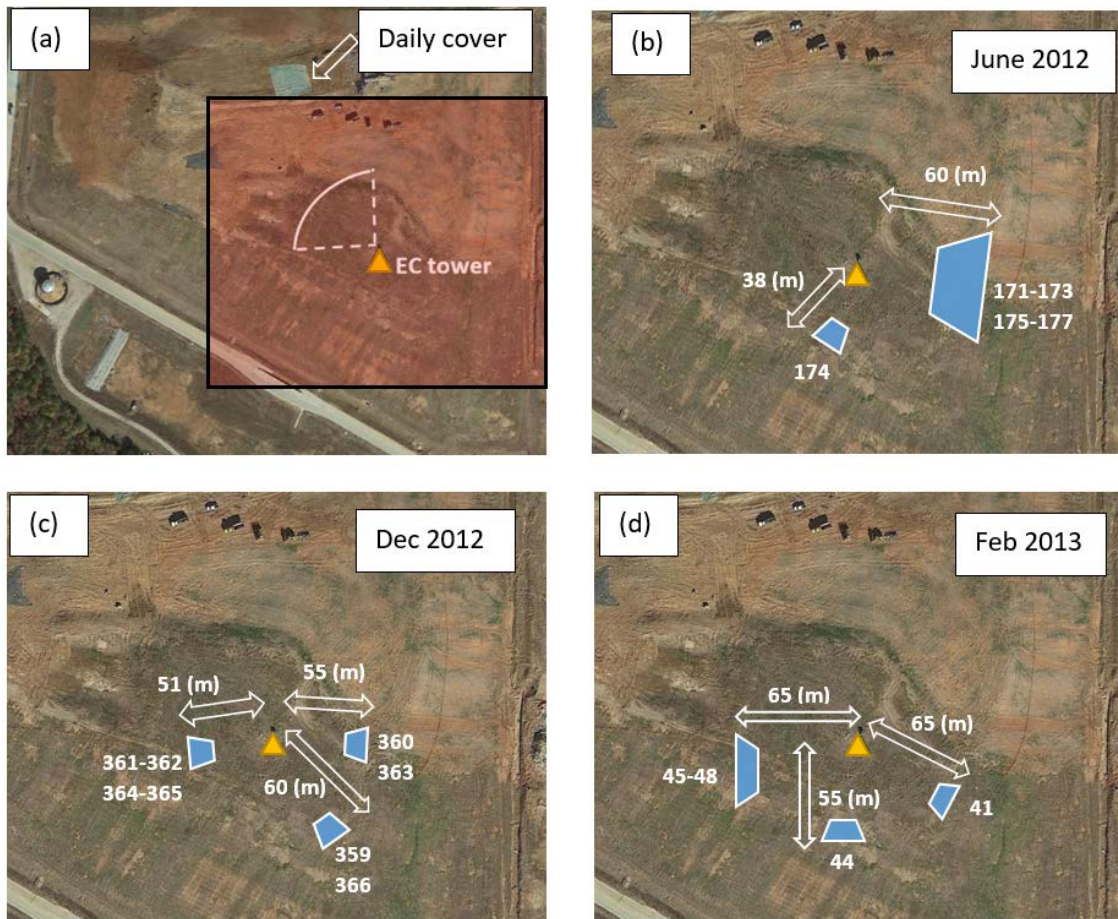 (a)
Daily cover
EC tower
(b)
June 2012
60 (m)
38 (m)
171-173
175-177
174
(c)
Dec 2012
51 (m)
55 (m)
361-362
364-365
360
363
60 (m)
359
366
(d)
Feb 2013
65 (m)
65 (m)
45-48
55 (m)
41
44